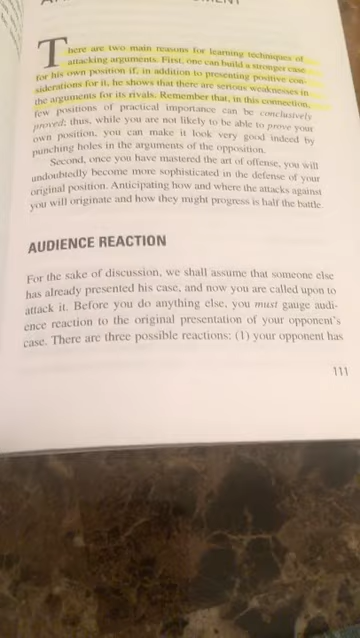 There are two main reasons for learning techniques of
attacking arguments. First, one can build a stronger case
for his own position if, in addition to presenting positive con-
siderations for it, he shows that there are serious weaknesses in
the arguments for its rivals. Remember that, in this connection,
few positions of practical importance can be conclusively
proved; thus, while you are not likely to be able to prove your
own position, you can make it look very good indeed by
punching holes in the arguments of the opposition.
Second, once you have mastered the art of offense, you will
undoubtedly become more sophisticated in the defense of your
original position. Anticipating how and where the attacks against
you will originate and how they might progress is half the battle.
AUDIENCE REACTION
For the sake of discussion, we shall assume that someone else
has already presented his case, and now you are called upon to
attack it. Before you do anything else, you must gauge audi-
ence reaction to the original presentation of your opponent's
case. There are three possible reactions: (1) your opponent has
111